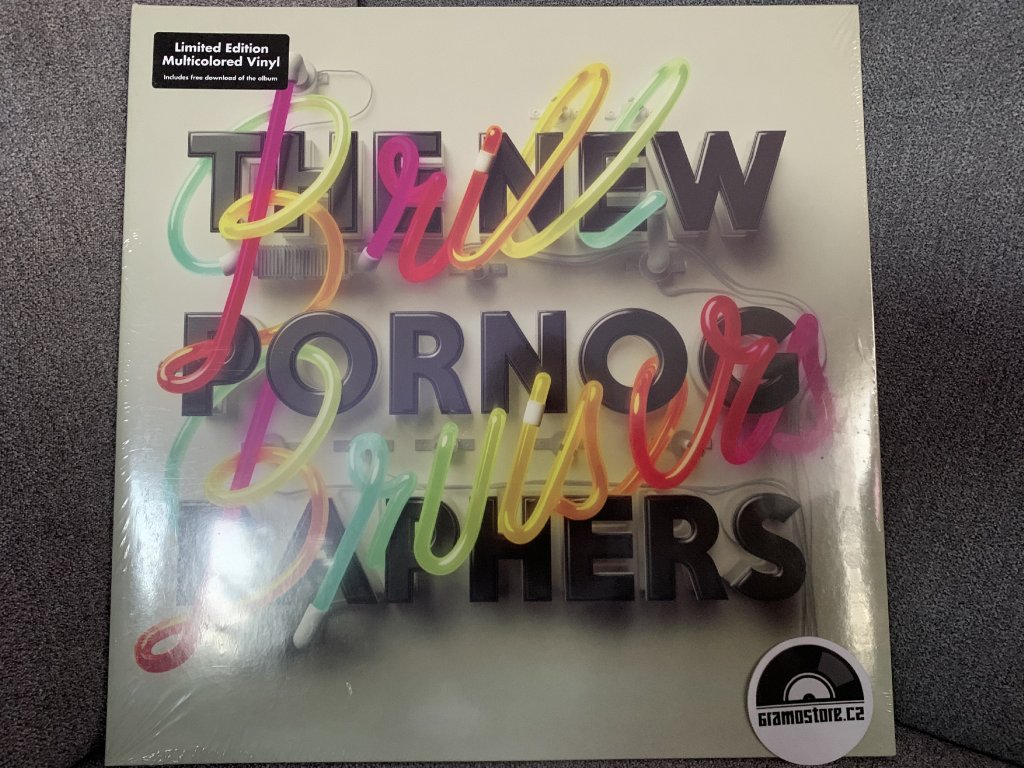 Limited Edition
Multicolored Vinyl
Includes free download of the album
THE NEW
Brill
PORNOG
Bruisers
RAPHERS
Gramostore.cz